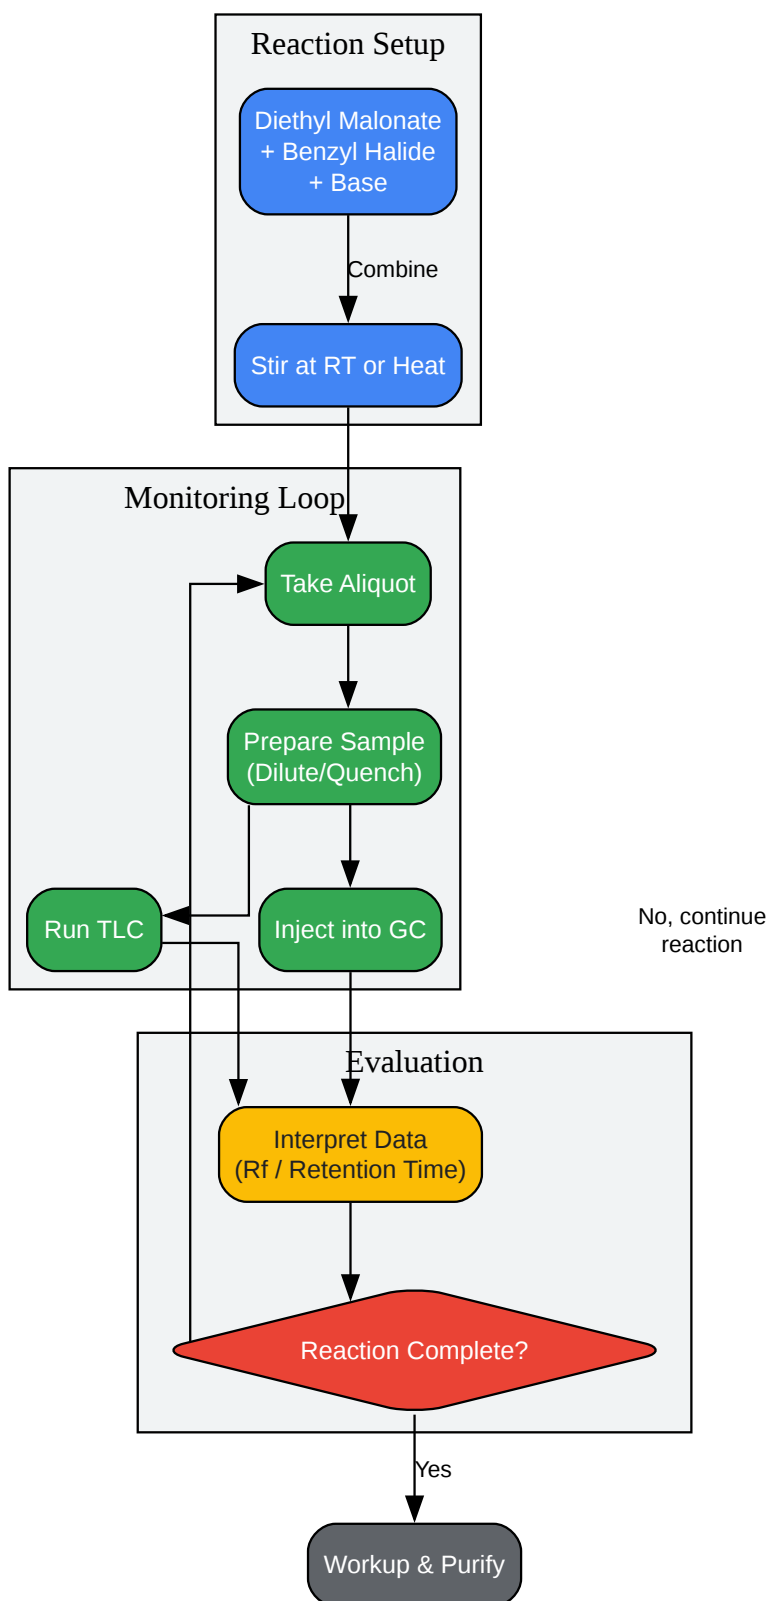 Reaction Setup
Diethyl Malonate
+ Benzyl Halide
+ Base
Combine
Stir at RT or Heat
Monitoring Loop
Take Aliquot
Prepare Sample
(Dilute/Quench)
Run TLC
Inject into GC
No, continue
reaction
Evaluation
Interpret Data
(Rf / Retention Time)
Reaction Complete?
Yes
Workup & Purify